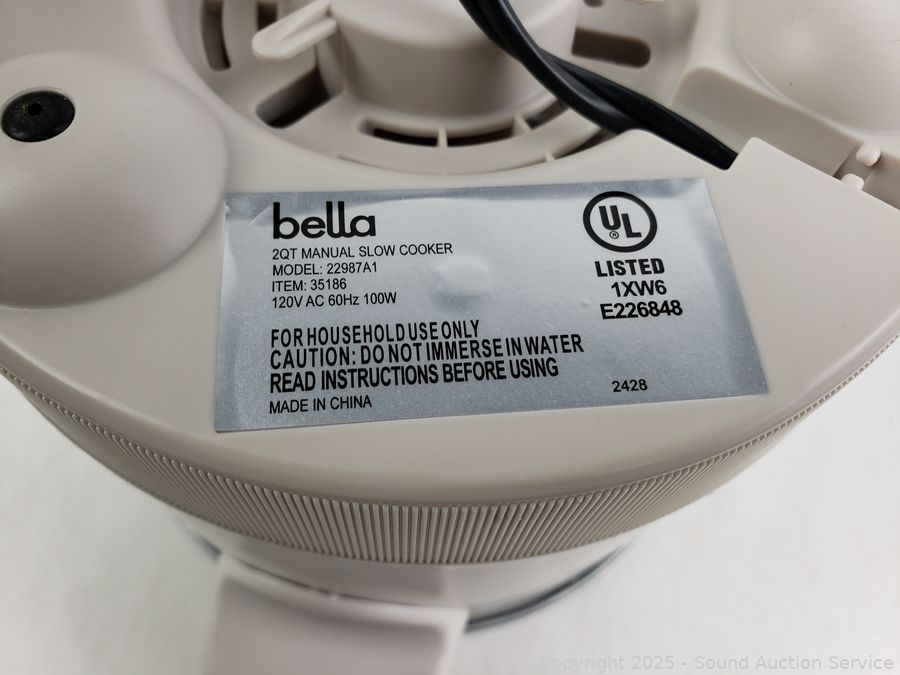 bella
2QT MANUAL SLOW COOKER
MODEL: 22987A1
ITEM: 35186
120V AC 60Hz 100W
FOR HOUSEHOLD USE ONLY
CAUTION: DO NOT IMMERSE IN WATER
READ INSTRUCTIONS BEFORE USING
MADE IN CHINA
UL
®
LISTED
1XW6
E226848
2428
Copyright 2025 - Sound Auction Service